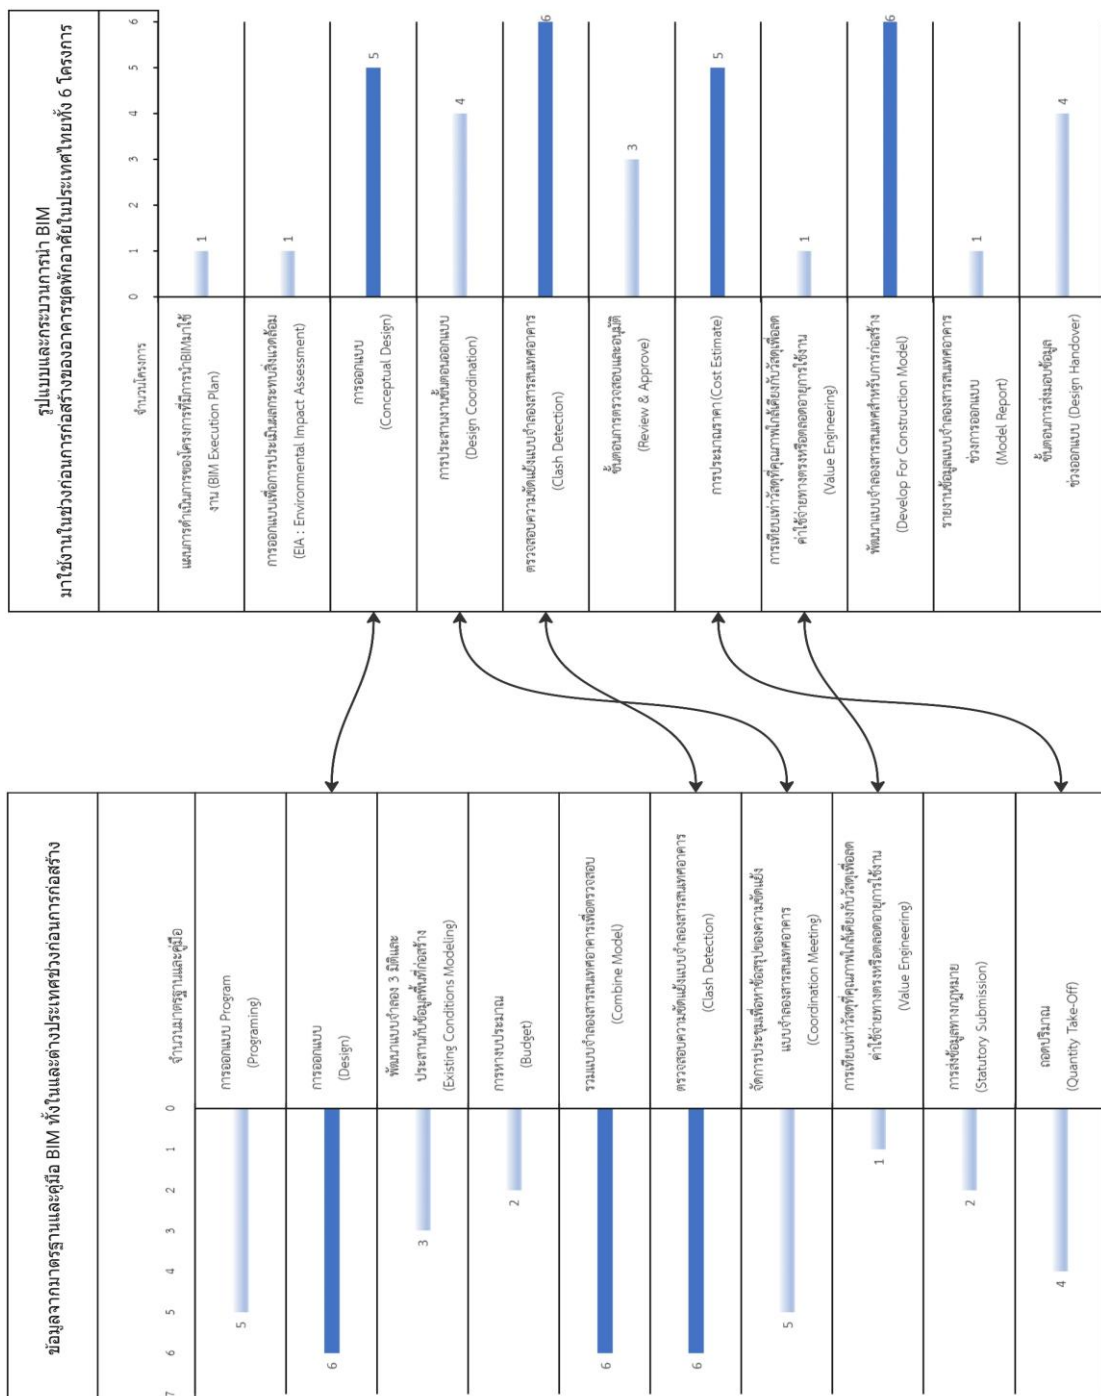 ข้อมูลจากมาตรฐานและคู่มือ BIM ทั้งในและต่างประเทศช่วงก่อนการก่อสร้าง
จำนวนมาตรฐานและคู่มือ
7 6 5 4 3 2 1 0
การออกแบบ Program
(Programing)
5
การออกแบบ
(Design)
6
พัฒนาแบบจำลอง 3 มิติและ
ประสานกับข้อมูลพื้นที่ก่อสร้าง
(Existing Conditions Modeling)
3
การทางบประมาณ
(Budget)
2
รวมแบบจำลองสารสนเทศอาคารเพื่อตรวจสอบ
(Combine Model)
6
ตรวจสอบความขัดแย้งแบบจำลองสารสนเทศอาคาร
(Clash Detection)
6
จัดการประชุมเพื่อหาข้อสรุปของความขัดแย้ง
แบบจำลองสารสนเทศอาคาร
(Coordination Meeting)
5
การเทียบเท่าวัสดุที่คุณภาพใกล้เคียงกับวัสดุเพื่อลด
ค่าใช้จ่ายทางตรงหรือตลอดอายุการใช้งาน
(Value Engineering)
1
การส่งข้อมูลทางกฎหมาย
(Statutory Submission)
2
ถอดปริมาณ
(Quantity Take-Off)
4
รูปแบบและกระบวนการนำ BIM
มาใช้งานในช่วงก่อนการก่อสร้างของอาคารชุดพักอาศัยในประเทศไทยทั้ง 6 โครงการ
จำนวนโครงการ
0 1 2 3 4 5 6
แผนการดำเนินการของโครงการที่มีการนำBIMมาใช้
งาน (BIM Execution Plan)
1
การออกแบบเพื่อการประเมินผลกระทบสิ่งแวดล้อม
(EIA : Environmental Impact Assessment)
1
การออกแบบ
(Conceptual Design)
5
การประสานงานขั้นตอนออกแบบ
(Design Coordination)
4
ตรวจสอบความขัดแย้งแบบจำลองสารสนเทศอาคาร
(Clash Detection)
6
ขั้นตอนการตรวจสอบและอนุมัติ
(Review & Approve)
3
การประมาณราคา(Cost Estimate)
5
การเทียบเท่าวัสดุที่คุณภาพใกล้เคียงกับวัสดุเพื่อลด
ค่าใช้จ่ายทางตรงหรือตลอดอายุการใช้งาน
(Value Engineering)
1
พัฒนาแบบจำลองสารสนเทศสำหรับการก่อสร้าง
(Develop For Construction Model)
6
รายงานข้อมูลแบบจำลองสารสนเทศอาคาร
ช่วงการออกแบบ
(Model Report)
1
ขั้นตอนการส่งมอบข้อมูล
ช่วงออกแบบ (Design Handover)
4